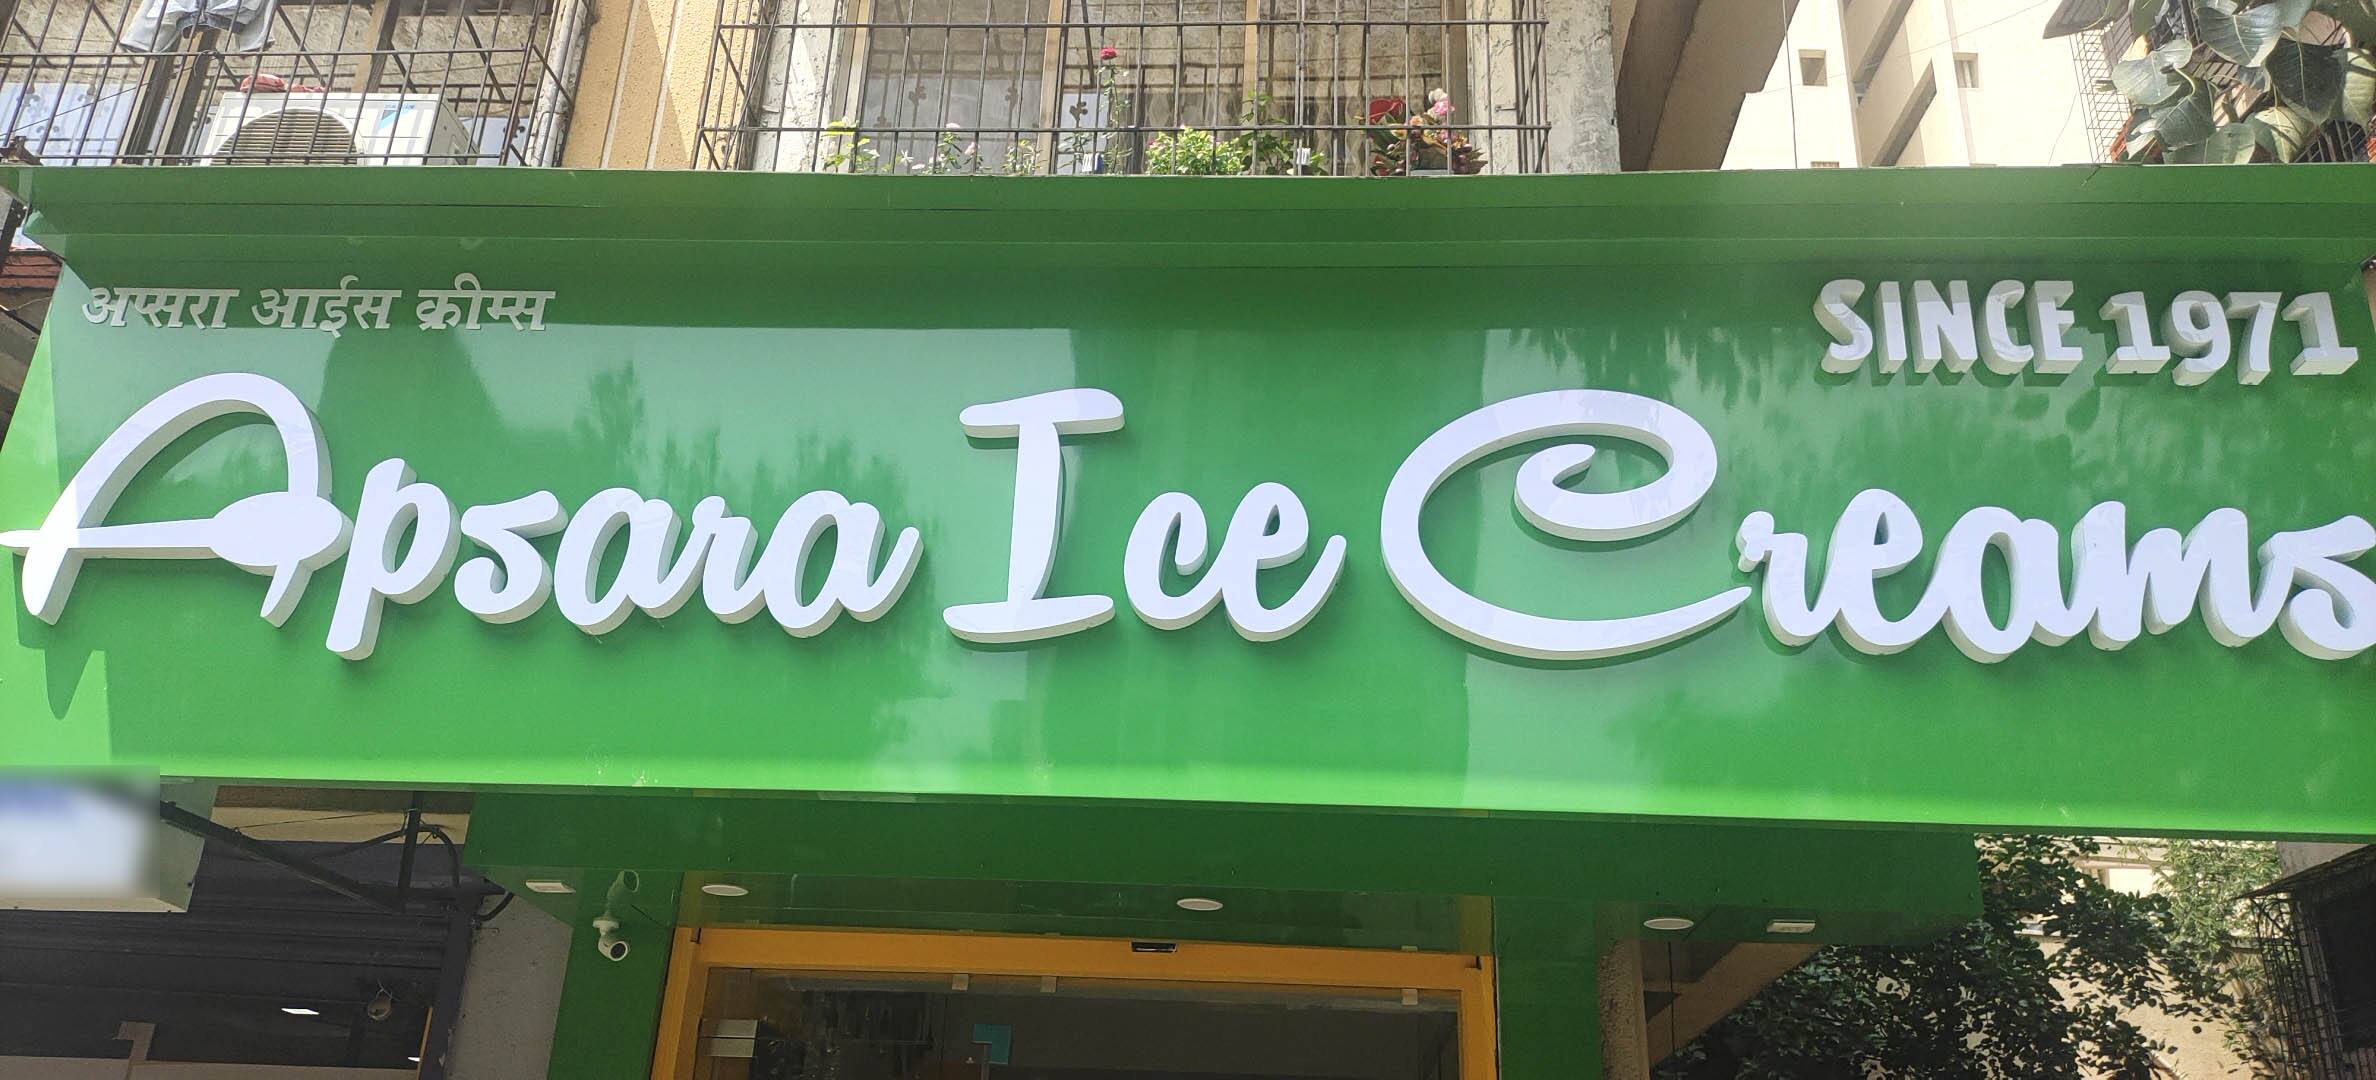 अप्सरा आईस क्रीम्स
SINCE 1971
Apsara Ice Creams